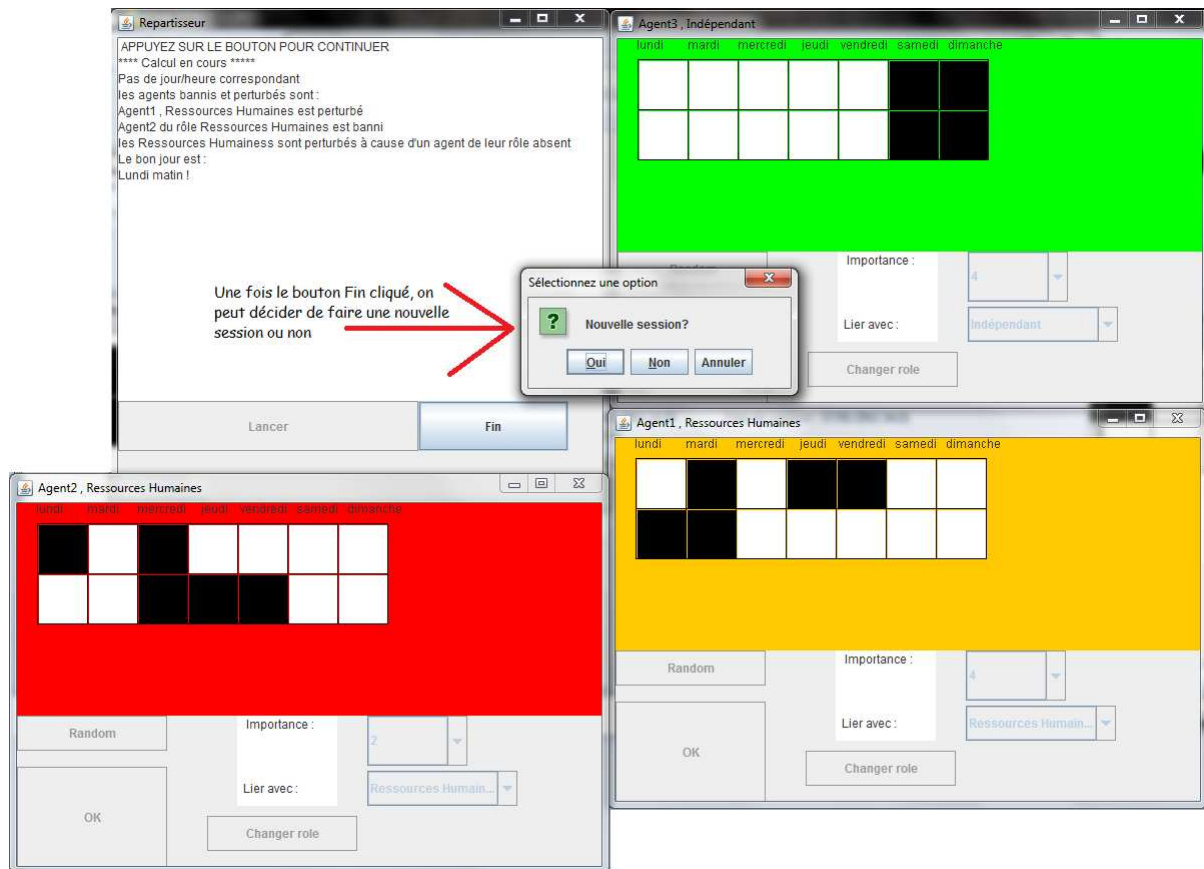 Repartisseur
APPUYEZ SUR LE BOUTON POUR CONTINUER
**** Calcul en cours *****
Pas de jour/heure correspondant
les agents bannis et perturbés sont :
Agent1 , Ressources Humaines est perturbé
Agent2 du rôle Ressources Humaines est banni
les Ressources Humainess sont perturbés à cause d'un agent de leur rôle absent
Le bon jour est :
Lundi matin !
Une fois le bouton Fin cliqué, on
peut décider de faire une nouvelle
session ou non
Lancer
Fin
Sélectionnez une option
Nouvelle session?
Oui
Non
Annuler
Agent3 , Indépendant
lundi mardi mercredi jeudi vendredi samedi dimanche
Importance :
4
Lier avec :
Indépendant
Changer role
Agent2 , Ressources Humaines
lundi mardi mercredi jeudi vendredi samedi dimanche
Random
Importance :
2
Lier avec :
Ressources Humain...
OK
Changer role
Agent1 , Ressources Humaines
lundi mardi mercredi jeudi vendredi samedi dimanche
Random
Importance :
4
Lier avec :
Ressources Humain...
OK
Changer role